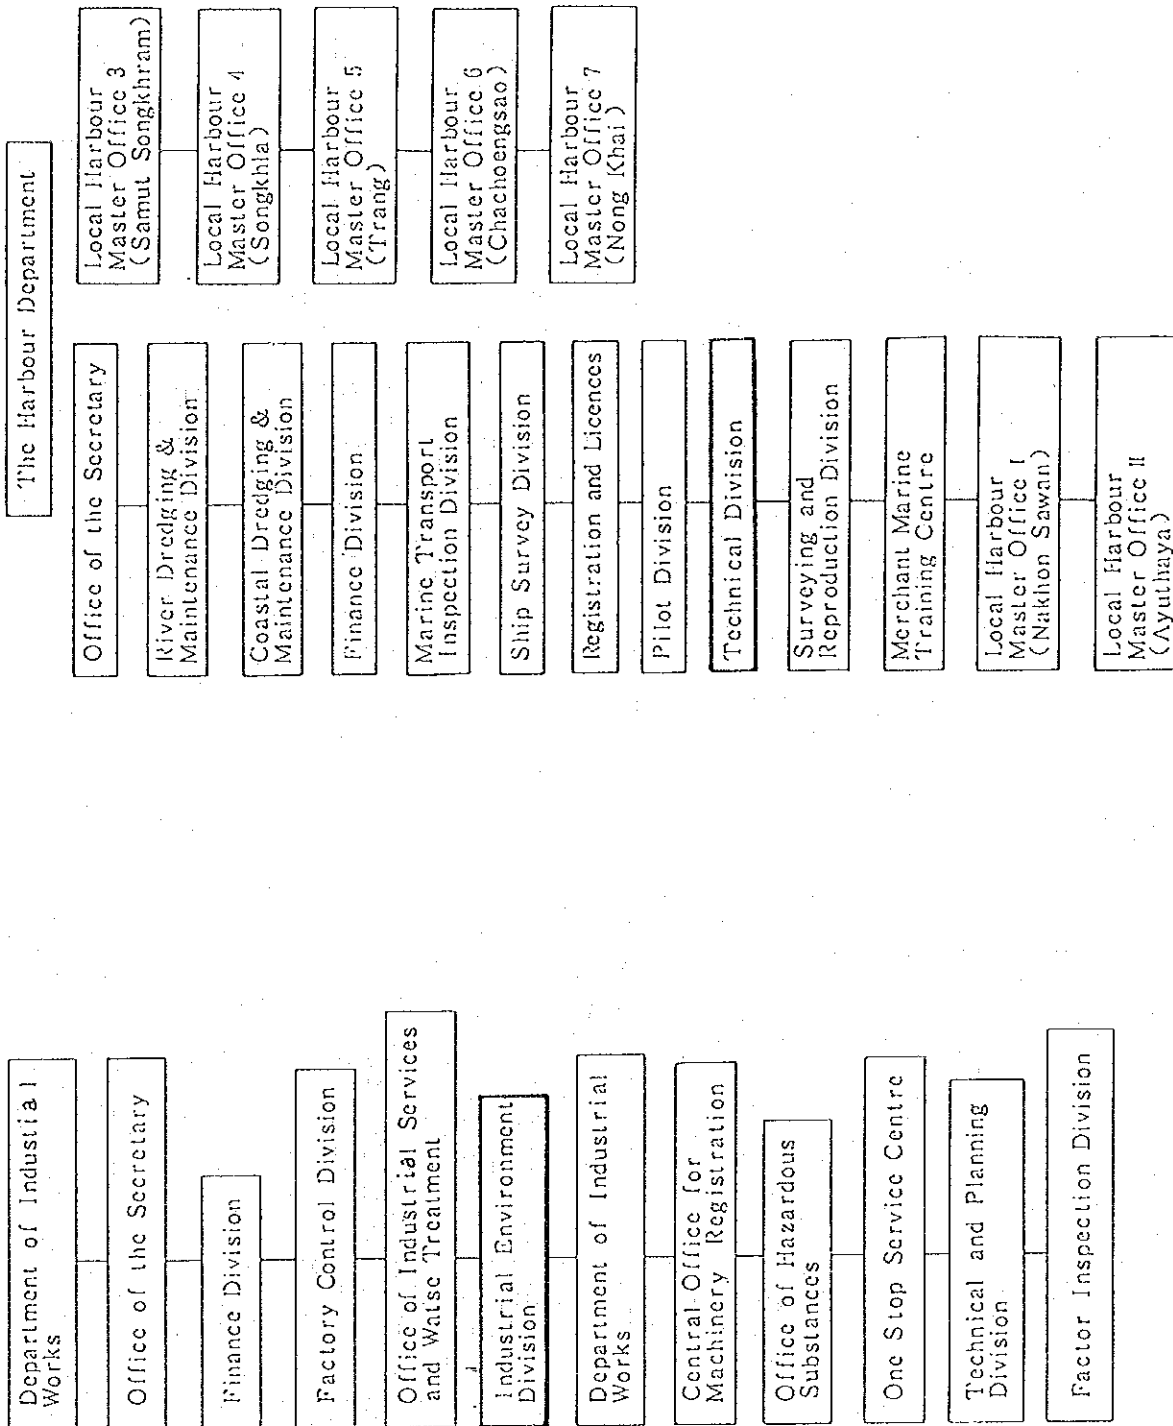 Department of Industial
Works
Office of the Secretary
Finance Division
Factory Control Division
Office of Industrial Services
and Watse Treatment
Industrial Environment
Division
Department of Industrial
Works
Central Office for
Machinery Registration
Office of Hazardous
Substances
One Stop Service Centre
Technical and Planning
Division
Factor Inspection Division
The Harbour Department
Office of the Secretary
River Dredging &
Maintenance Division
Coastal Dredging &
Maintenance Division
Finance Division
Marine Transport
Inspection Division
Ship Survey Division
Registration and Licences
Pilot Division
Technical Division
Surveying and
Reproduction Division
Merchant Marine
Training Centre
Local Harbour
Master Office I
(Nakhon Sawan)
Local Harbour
Master Office II
(Ayuthaya)
Local Harbour
Master Office 3
(Samut Songkhram)
Local Harbour
Master Office 4
(Songkhla)
Local Harbour
Master Office 5
(Trang)
Local Harbour
Master Office 6
(Chachoengsao)
Local Harbour
Master Office 7
(Nong Khai)